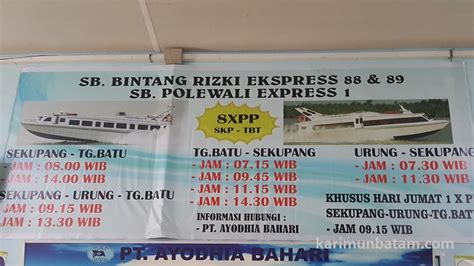 SB. BINTANG RIZKI EKSPRESS 88 & 89
SB. POLEWALI EXPRESS 1
8XPP
SKP - TBT
SEKUPANG - TG.BATU
- JAM : 08.00 WIB
- JAM : 14.00 WIB
SEKUPANG - URUNG - TG.BATU
- JAM : 09.15 WIB
- JAM : 13.30 WIB
TG.BATU - SEKUPANG
- JAM : 07.15 WIB
- JAM : 09.45 WIB
- JAM : 11.15 WIB
- JAM : 14.30 WIB
INFORMASI HUBUNGI :
- PT. AYODHIA BAHARI
URUNG - SEKUPANG
- JAM : 07.30 WIB
- JAM : 11.30 WIB
KHUSUS HARI JUMAT 1 X P
SEKUPANG-URUNG-TG.BAT
- JAM 09.15 WIB
PT. AYODHIA BAHARI
karimunbatam.com